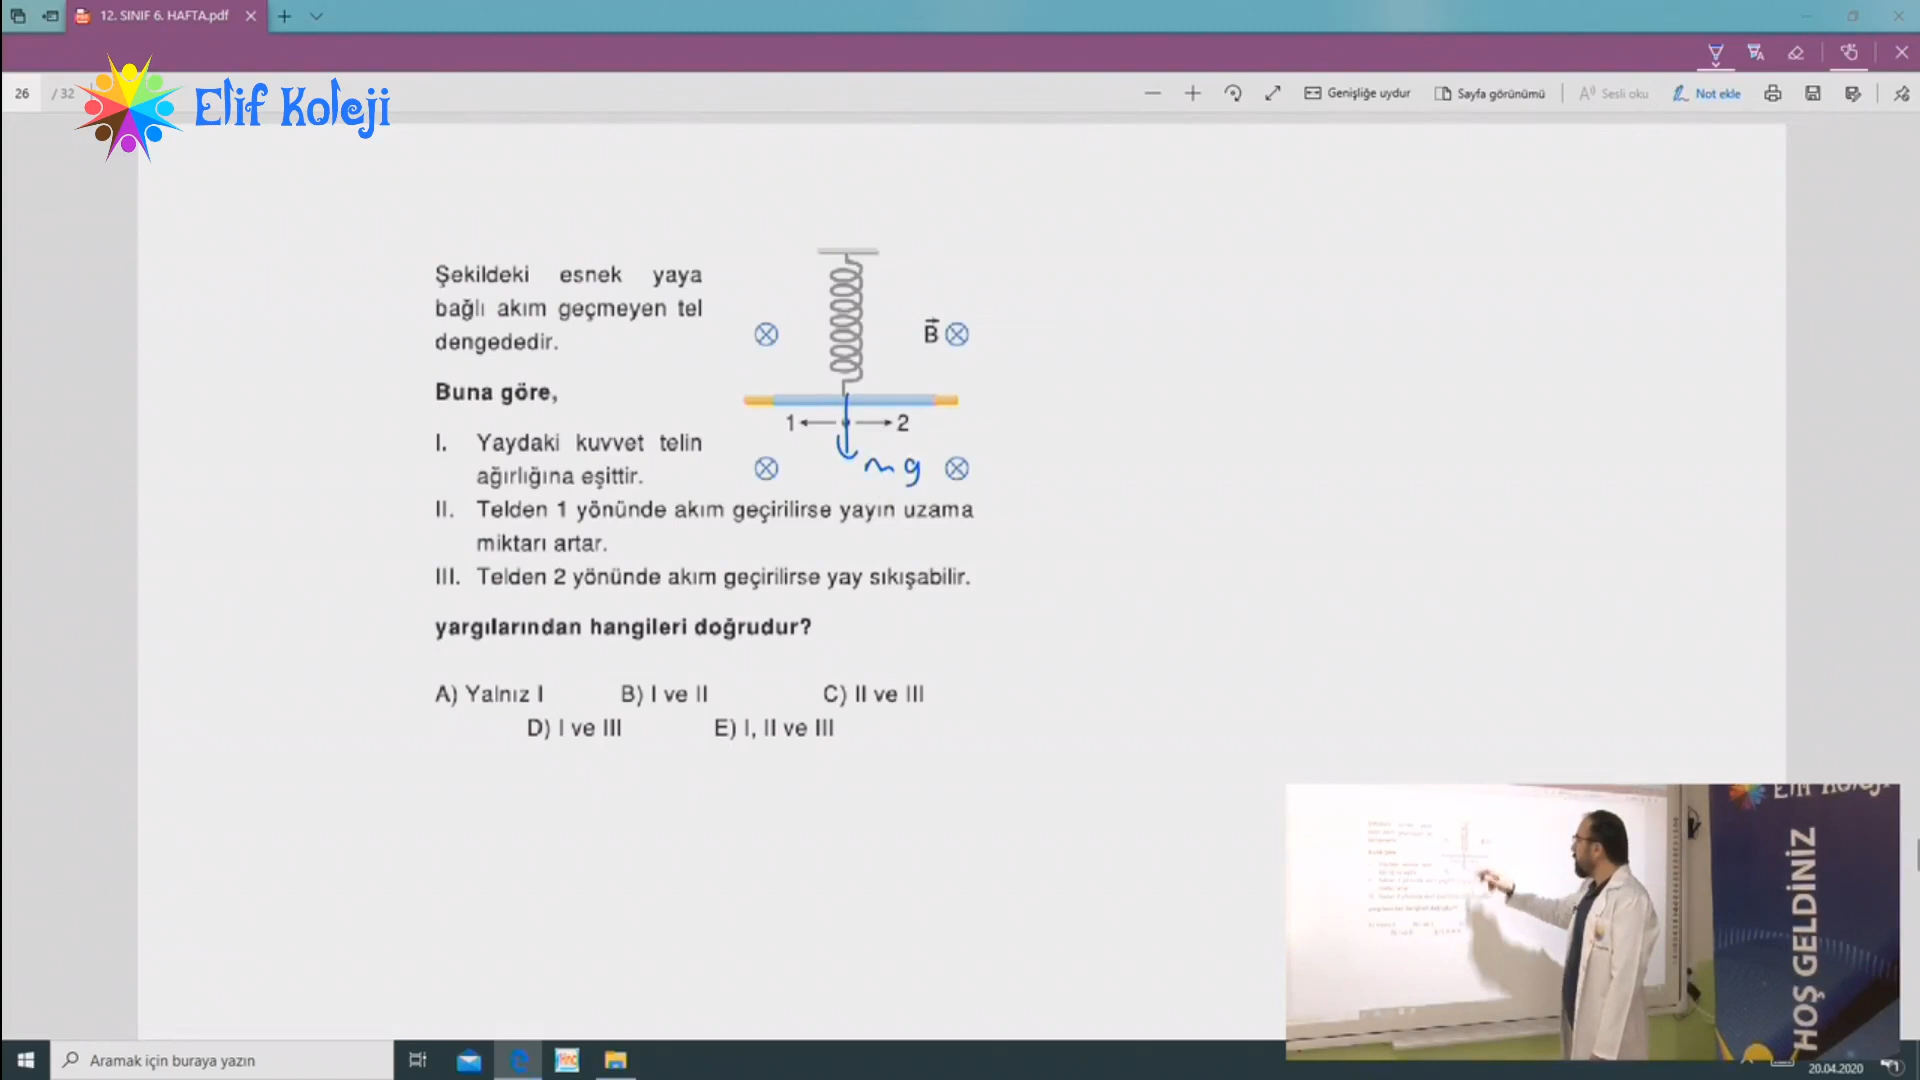 12. SINIF 6. HAFTA.pdf
26 / 32
Elif Koleji
Genişliğe uydur
Sayfa görünümü
Sesli oku
Not ekle
Şekildeki esnek yaya
bağlı akım geçmeyen tel
dengededir.
B
1 2
mg
Buna göre,
I. Yaydaki kuvvet telin
ağırlığına eşittir.
II. Telden 1 yönünde akım geçirilirse yayın uzama
miktarı artar.
III. Telden 2 yönünde akım geçirilirse yay sıkışabilir.
yargılarından hangileri doğrudur?
A) Yalnız I B) I ve II C) II ve III
D) I ve III E) I, II ve III
Elif Koleji
HOŞ GELDİNİZ
Aramak için buraya yazın
20.04.2020
1